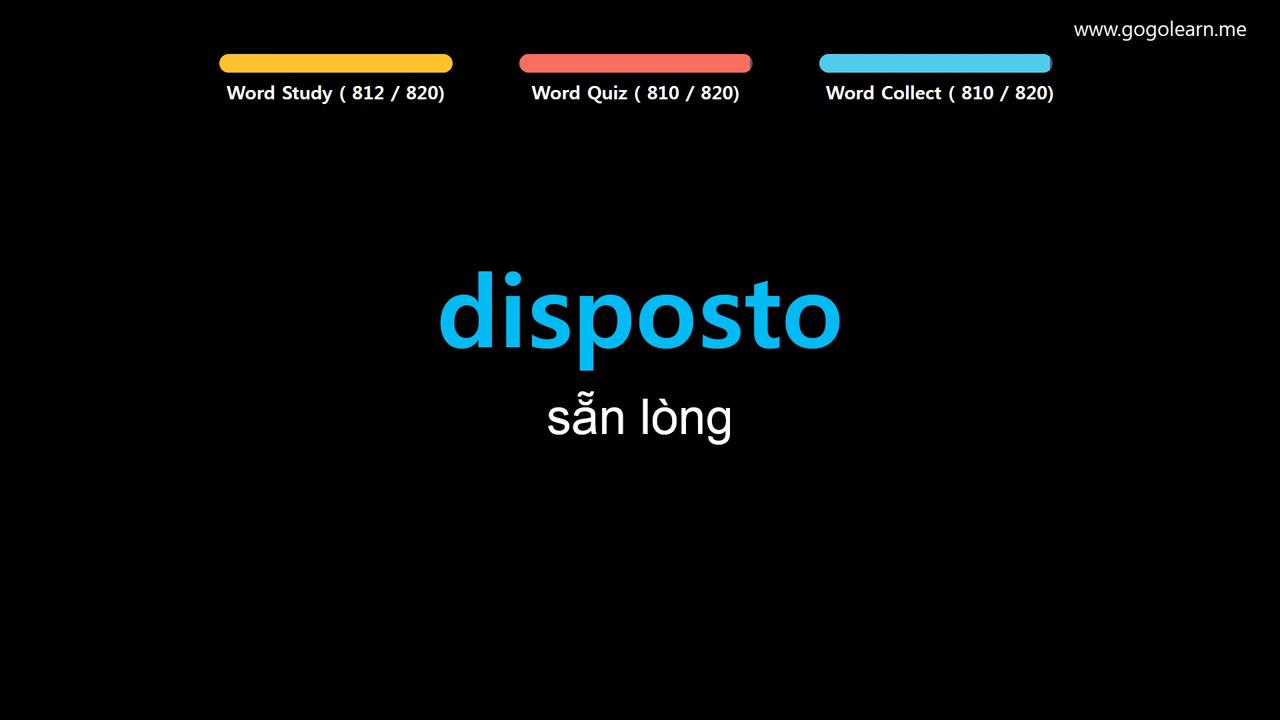 www.gogolearn.me
Word Study ( 812 / 820)
Word Quiz ( 810 / 820)
Word Collect ( 810 / 820)
disposto
sẵn lòng